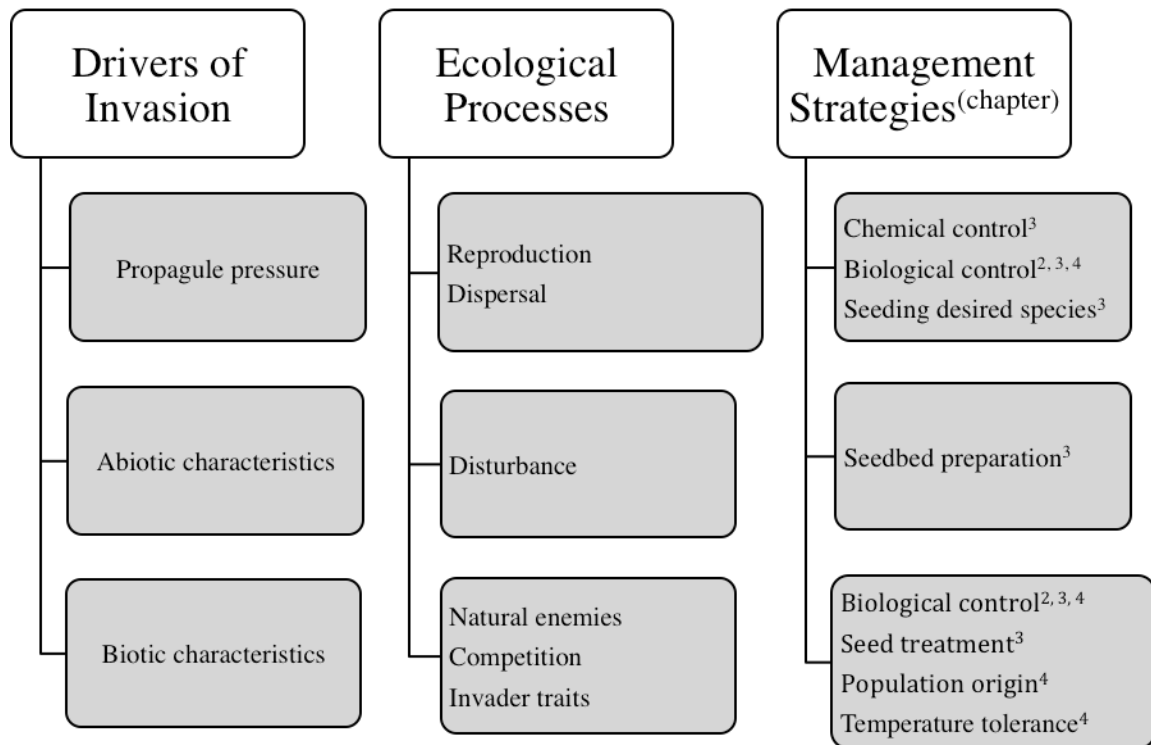 Drivers of
Invasion
Propagule pressure
Abiotic characteristics
Biotic characteristics
Ecological
Processes
Reproduction
Dispersal
Disturbance
Natural enemies
Competition
Invader traits
Management
Strategies(chapter)
Chemical control3
Biological control2, 3, 4
Seeding desired species3
Seedbed preparation3
Biological control2, 3, 4
Seed treatment3
Population origin4
Temperature tolerance4